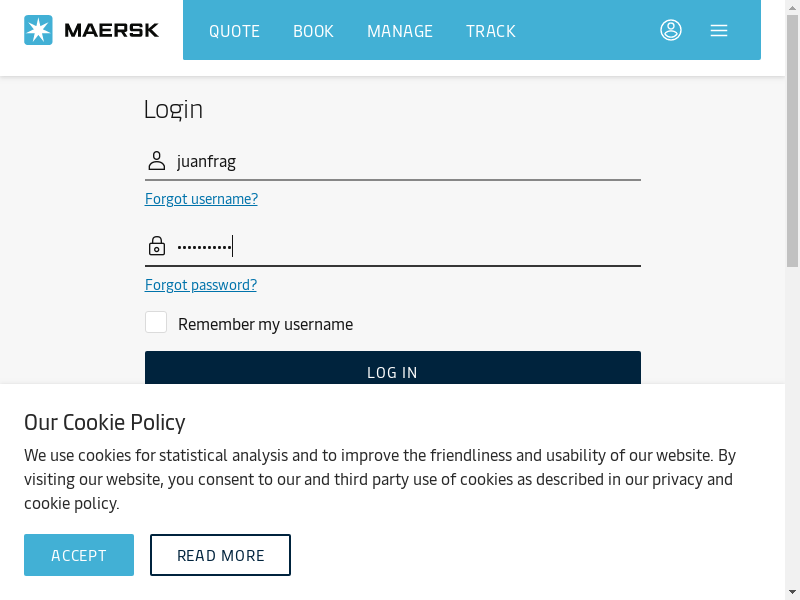 MAERSK QUOTE BOOK MANAGE TRACK
Login
juanfrag
Forgot username?
•••••••••••
Forgot password?
Remember my username
LOG IN
Our Cookie Policy
We use cookies for statistical analysis and to improve the friendliness and usability of our website. By
visiting our website, you consent to our and third party use of cookies as described in our privacy and
cookie policy.
ACCEPT READ MORE